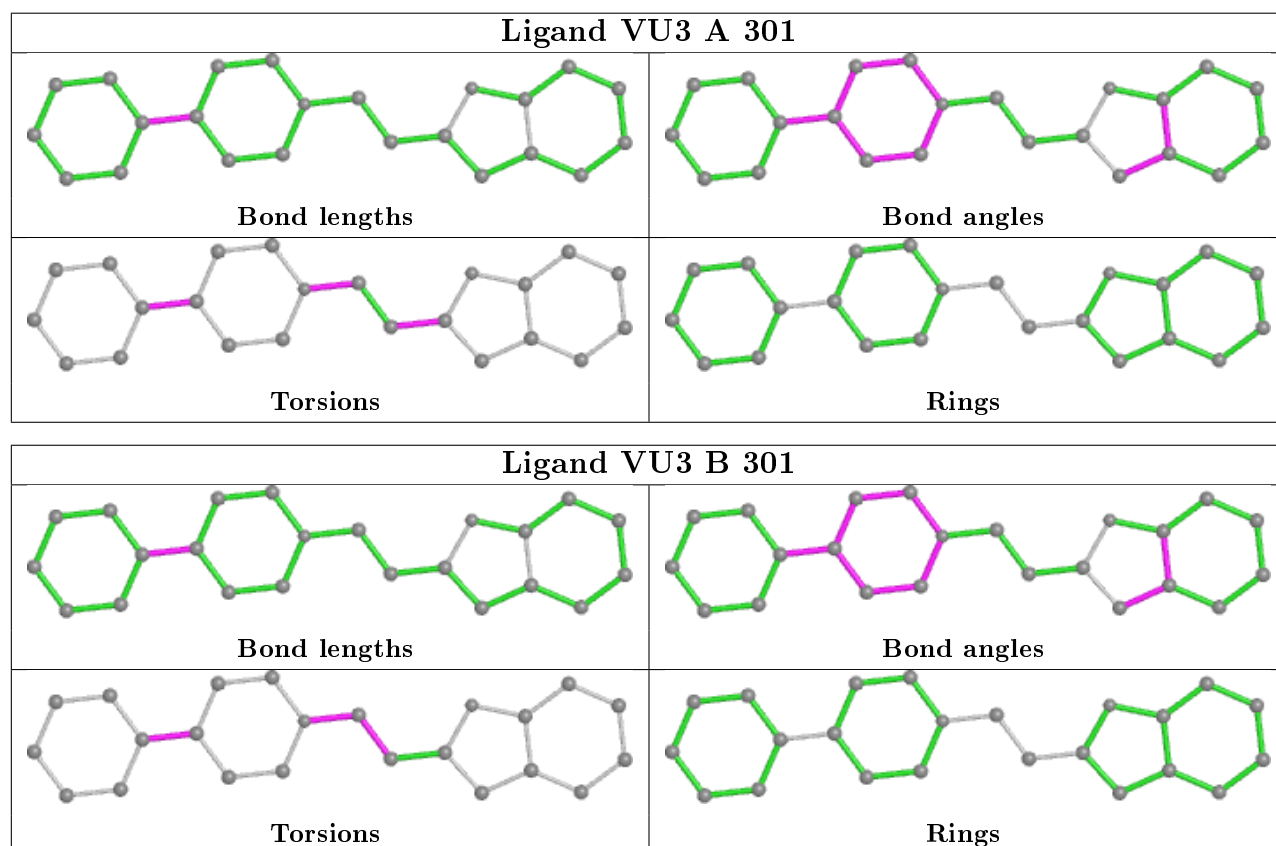 Ligand VU3 A 301
Bond lengths
Bond angles
Torsions
Rings
Ligand VU3 B 301
Bond lengths
Bond angles
Torsions
Rings